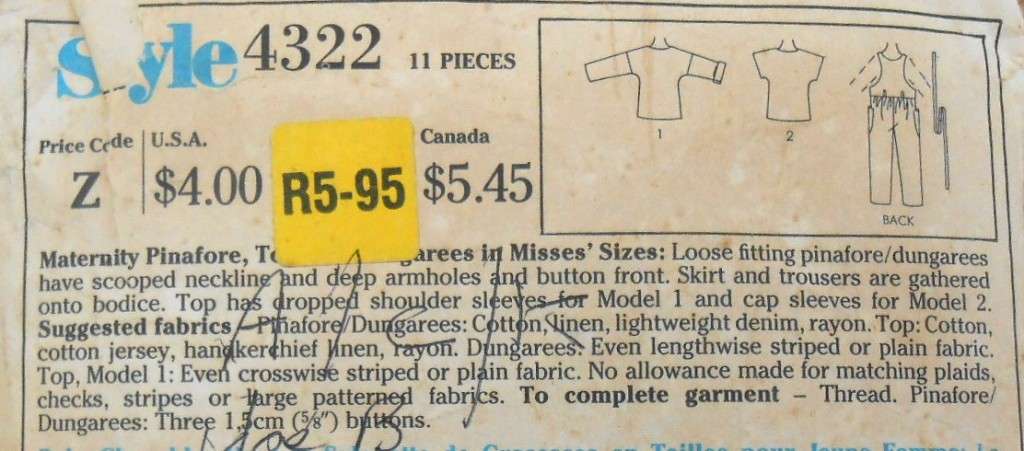 Style 4322 11 PIECES
Price Code U.S.A. Canada
Z $4.00 R5-95 $5.45
1 2
BACK
Maternity Pinafore, garees in Misses' Sizes: Loose fitting pinafore/dungarees
have scooped neckline and deep armholes and button front. Skirt and trousers are gathered
onto bodice. Top has dropped shoulder sleeves for Model 1 and cap sleeves for Model 2.
Suggested fabrics – Pinafore/Dungarees: Cotton, linen, lightweight denim, rayon. Top: Cotton,
cotton jersey, handkerchief linen, rayon. Dungarees: Even lengthwise striped or plain fabric.
Top, Model 1: Even crosswise striped or plain fabric. No allowance made for matching plaids,
checks, stripes or large patterned fabrics. To complete garment – Thread. Pinafore/
Dungarees: Three 1,5cm (5/8") buttons.